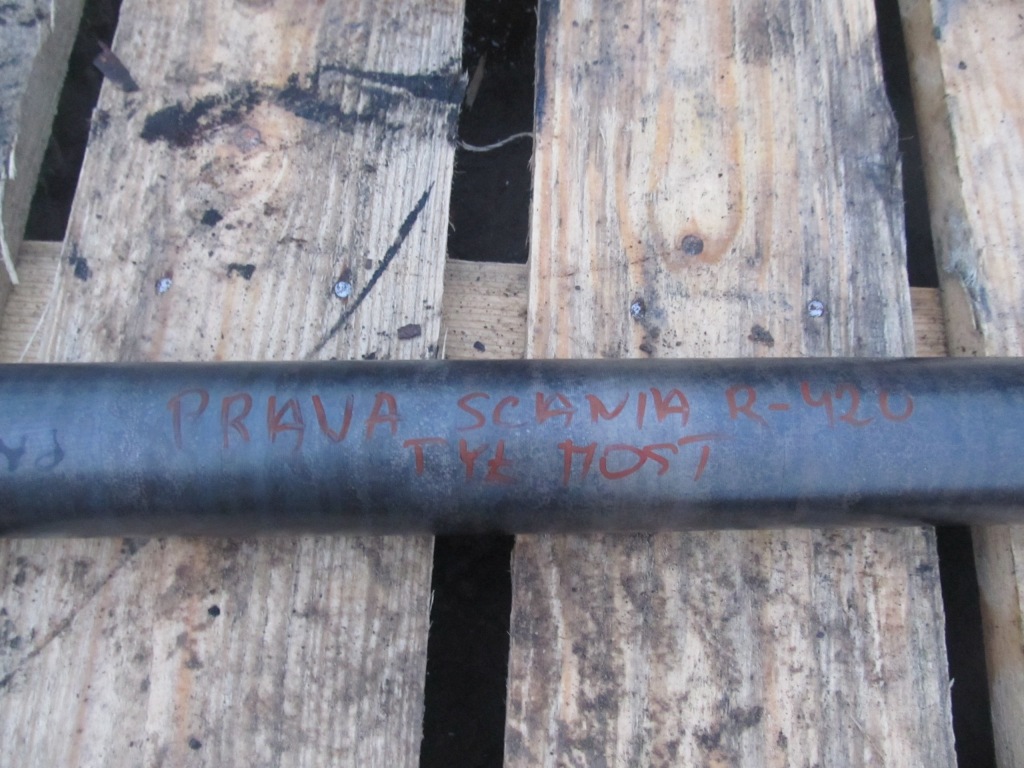 PRAVA SCANIA R-420
TYŁ MOST